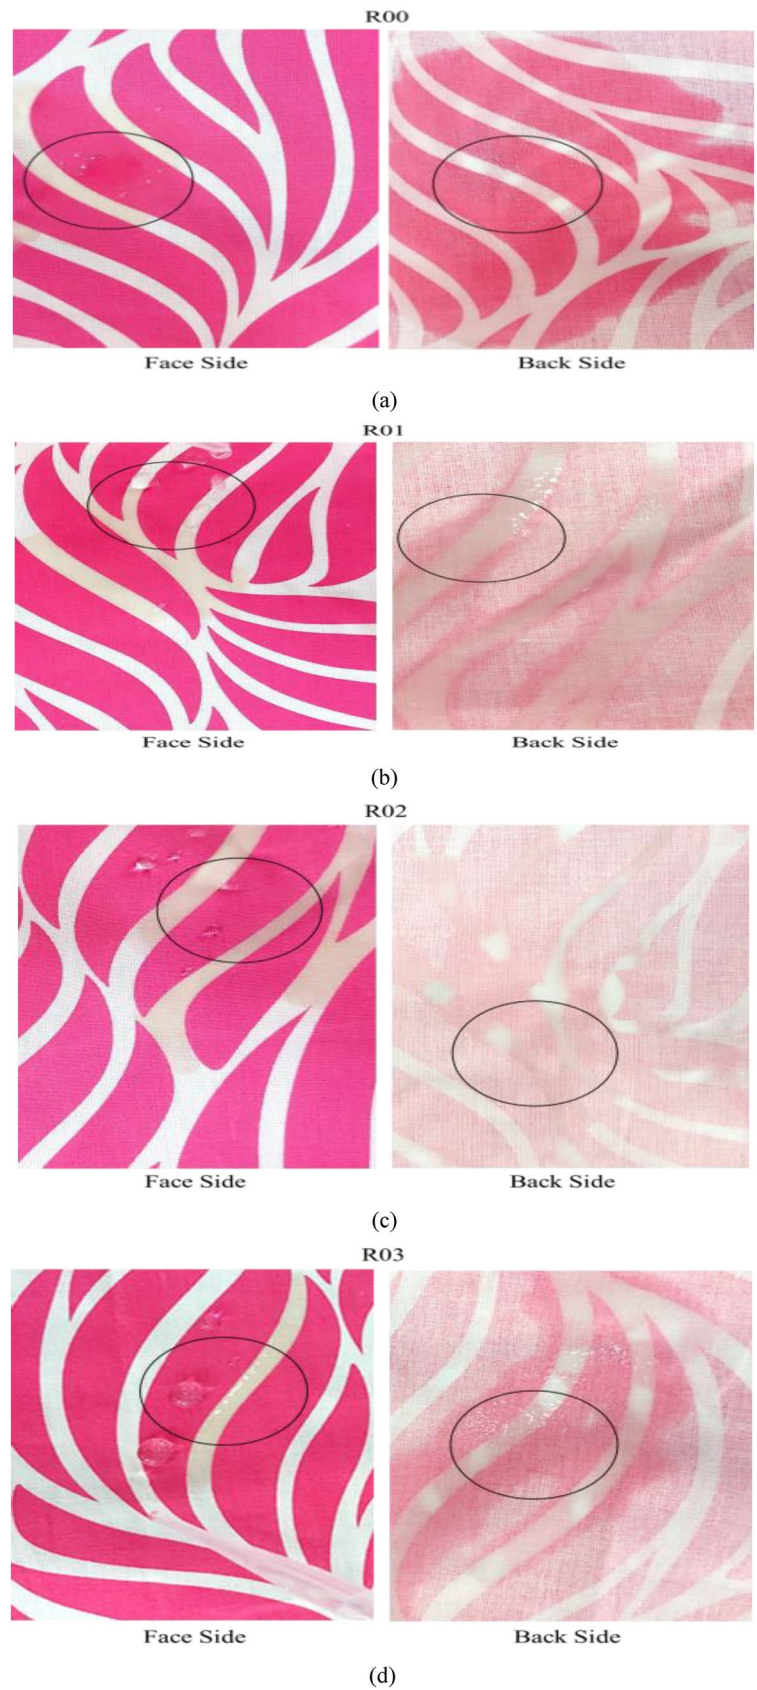 R00
Face Side
Back Side
(a)
R01
Face Side
Back Side
(b)
R02
Face Side
Back Side
(c)
R03
Face Side
Back Side
(d)